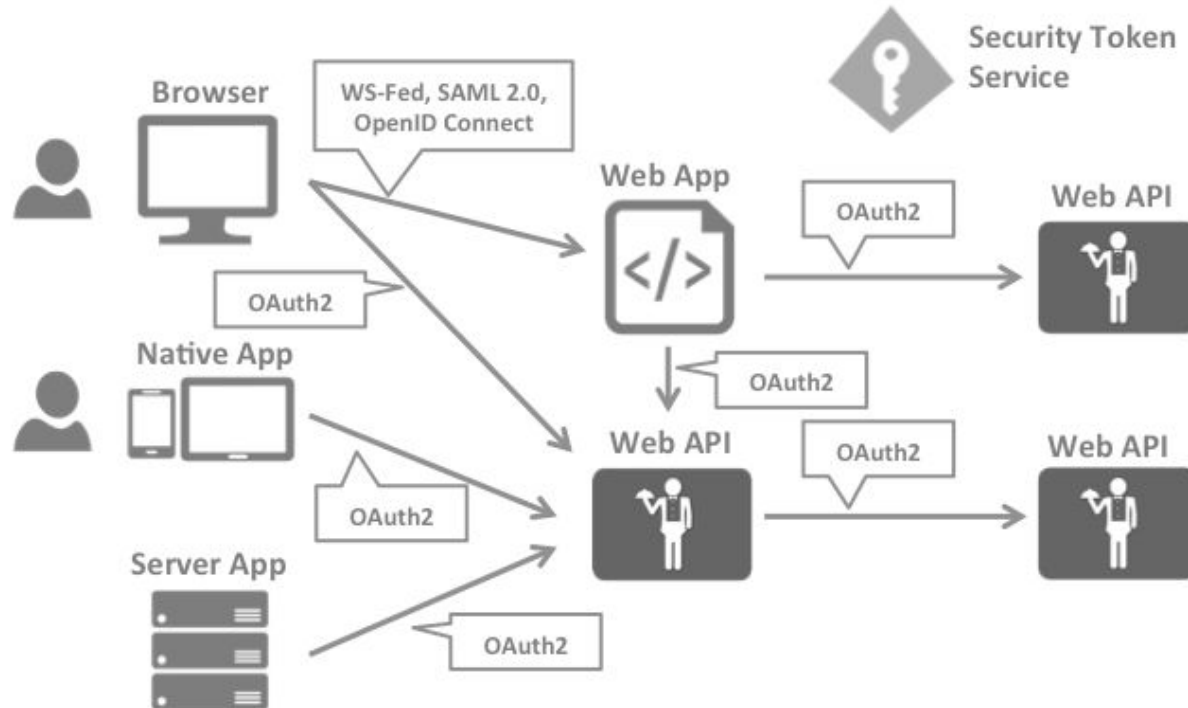 Security Token
Service
Browser
WS-Fed, SAML 2.0,
OpenID Connect
Web App
OAuth2
Web API
</>
OAuth2
Native App
OAuth2
Web API
OAuth2
Web API
OAuth2
OAuth2
Server App
OAuth2